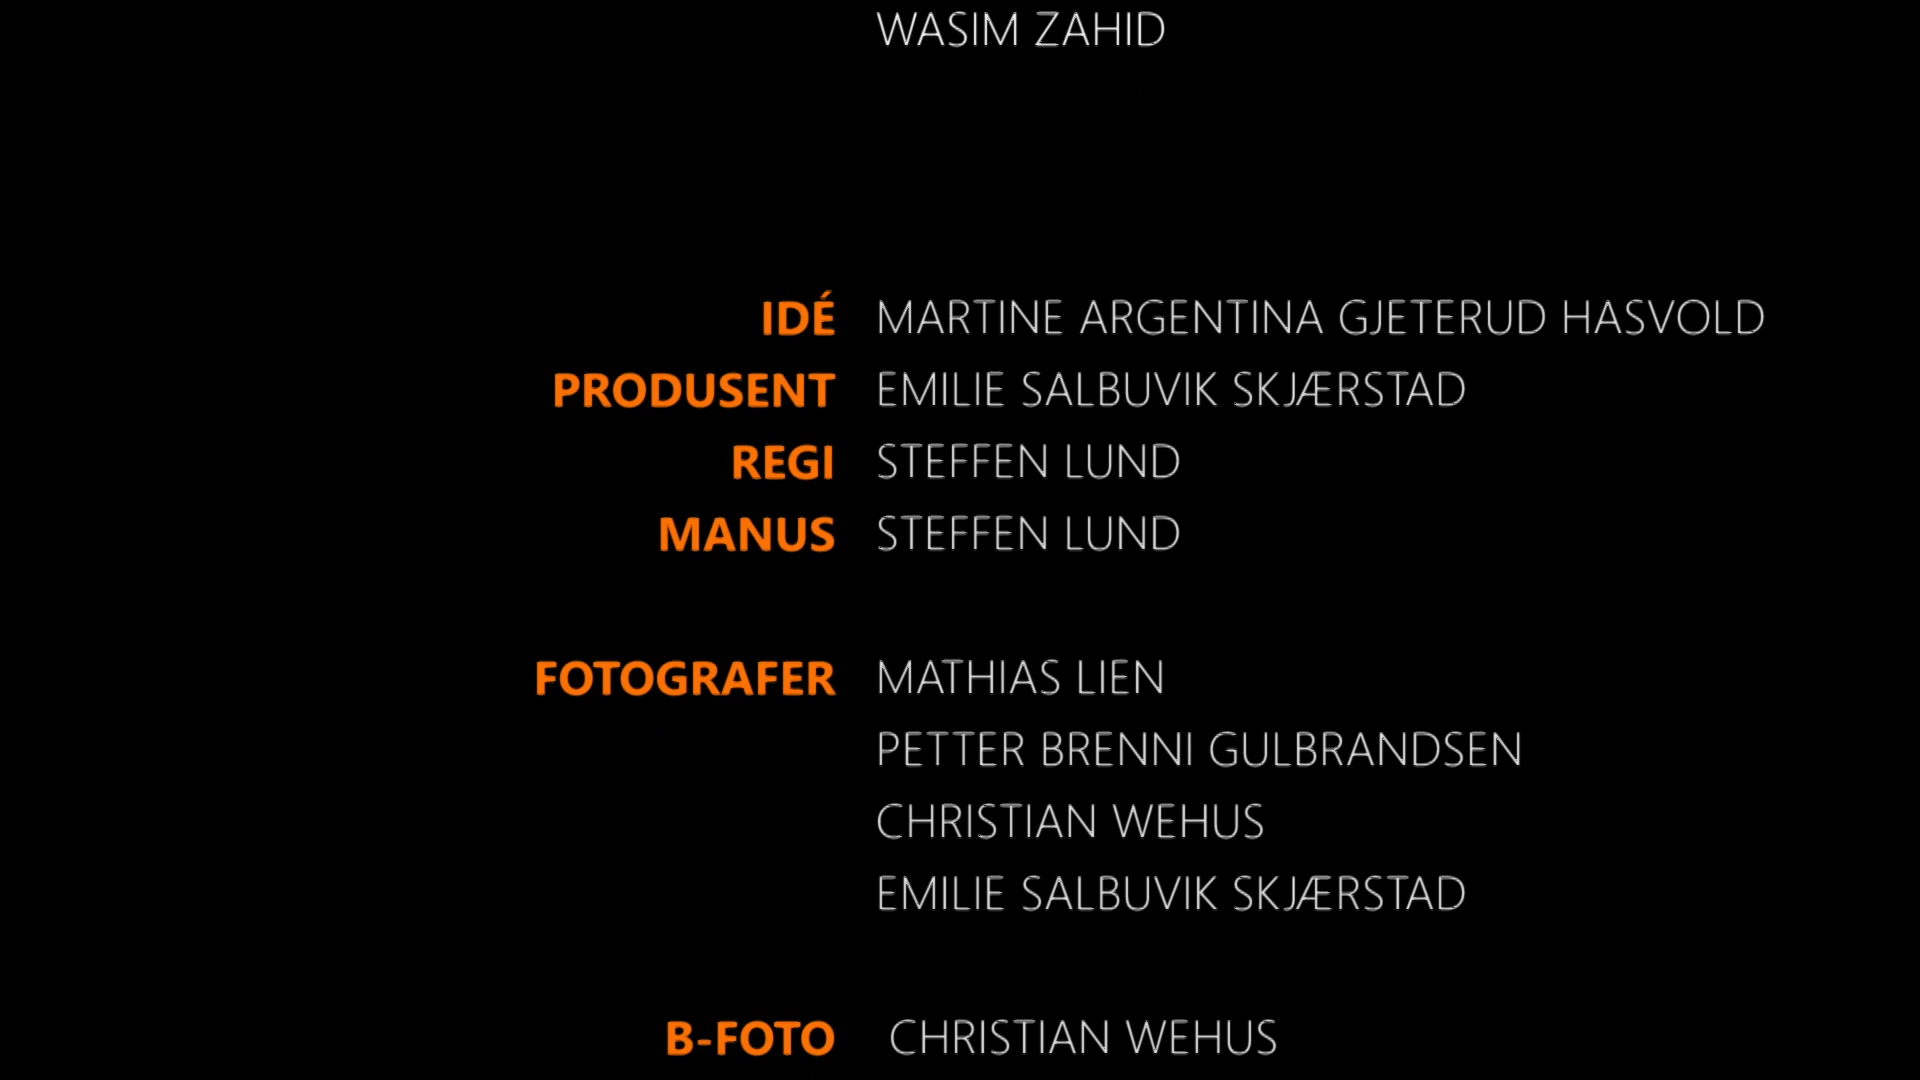 WASIM ZAHID
IDÉ MARTINE ARGENTINA GJETERUD HASVOLD
PRODUSENT EMILIE SALBUVIK SKJÆRSTAD
REGI STEFFEN LUND
MANUS STEFFEN LUND
FOTOGRAFER MATHIAS LIEN
PETTER BRENNI GULBRANDSEN
CHRISTIAN WEHUS
EMILIE SALBUVIK SKJÆRSTAD
B-FOTO CHRISTIAN WEHUS